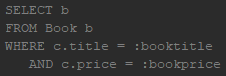 SELECT b
FROM Book b
WHERE c.title = :booktitle
AND c.price = :bookprice